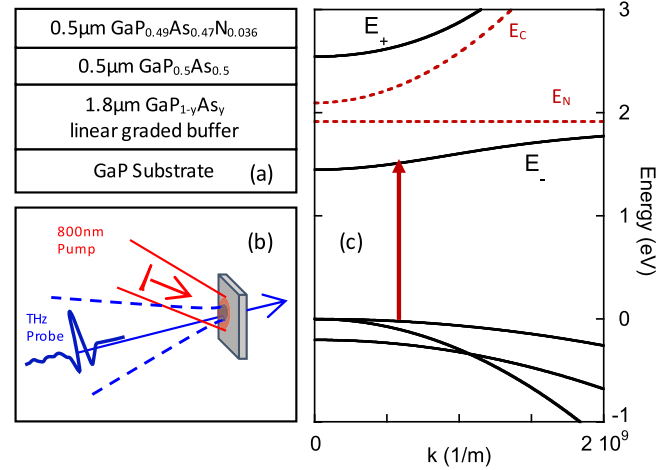 0.5μm GaP0.49As0.47N0.036
0.5μm GaP0.5As0.5
1.8μm GaP1-yAsy
linear graded buffer
GaP Substrate
(a)
(b)
800nm
Pump
THz
Probe
(c)
E+
EC
EN
E-
3
2
1
0
-1
Energy (eV)
0
2 10^9
k (1/m)